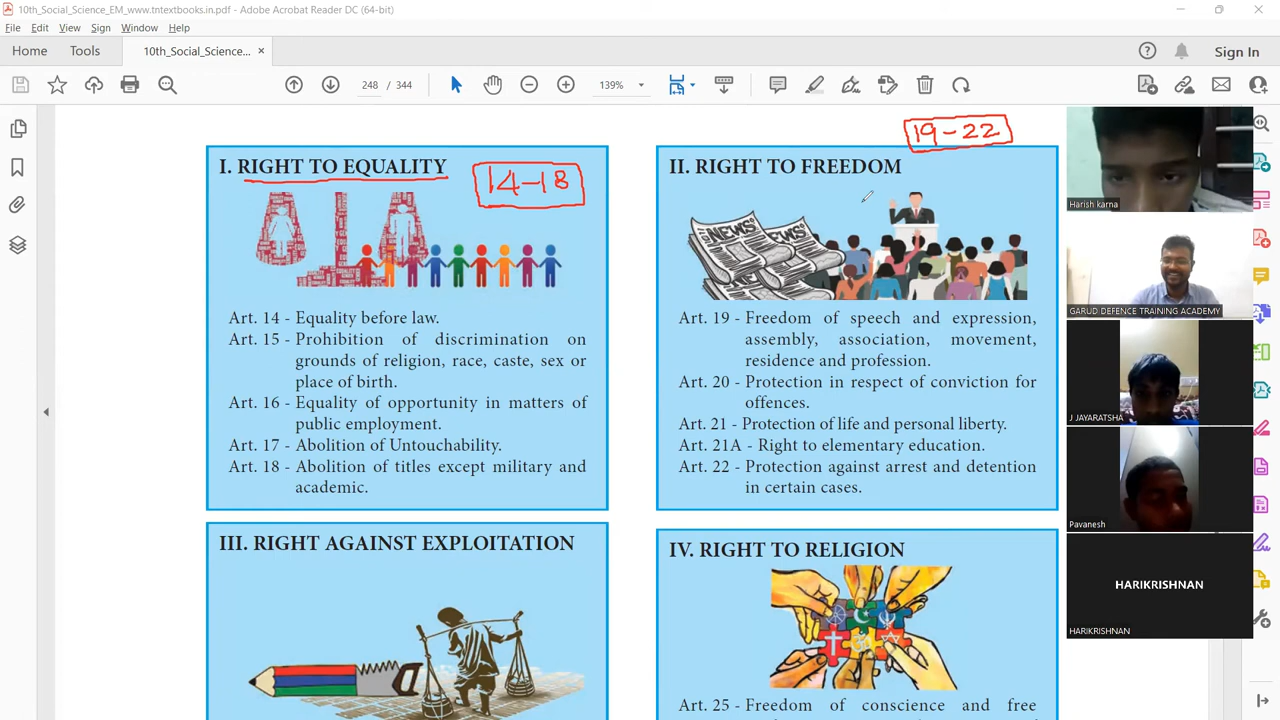 10th_Social_Science_EM_www.tntextbooks.in.pdf - Adobe Acrobat Reader DC (64-bit)
File Edit View Sign Window Help
Home Tools 10th_Social_Science... × Sign In
248 / 344 139%
19-22
I. RIGHT TO EQUALITY
14-18
Art. 14 - Equality before law.
Art. 15 - Prohibition of discrimination on
grounds of religion, race, caste, sex or
place of birth.
Art. 16 - Equality of opportunity in matters of
public employment.
Art. 17 - Abolition of Untouchability.
Art. 18 - Abolition of titles except military and
academic.
II. RIGHT TO FREEDOM
NEWS
NEWS
Art. 19 - Freedom of speech and expression,
assembly, association, movement,
residence and profession.
Art. 20 - Protection in respect of conviction for
offences.
Art. 21 - Protection of life and personal liberty.
Art. 21A - Right to elementary education.
Art. 22 - Protection against arrest and detention
in certain cases.
III. RIGHT AGAINST EXPLOITATION
IV. RIGHT TO RELIGION
Art. 25 - Freedom of conscience and free
Harish karna
GARUD DEFENCE TRAINING ACADEMY
J JAYARATSHA
Pavanesh
HARIKRISHNAN
HARIKRISHNAN